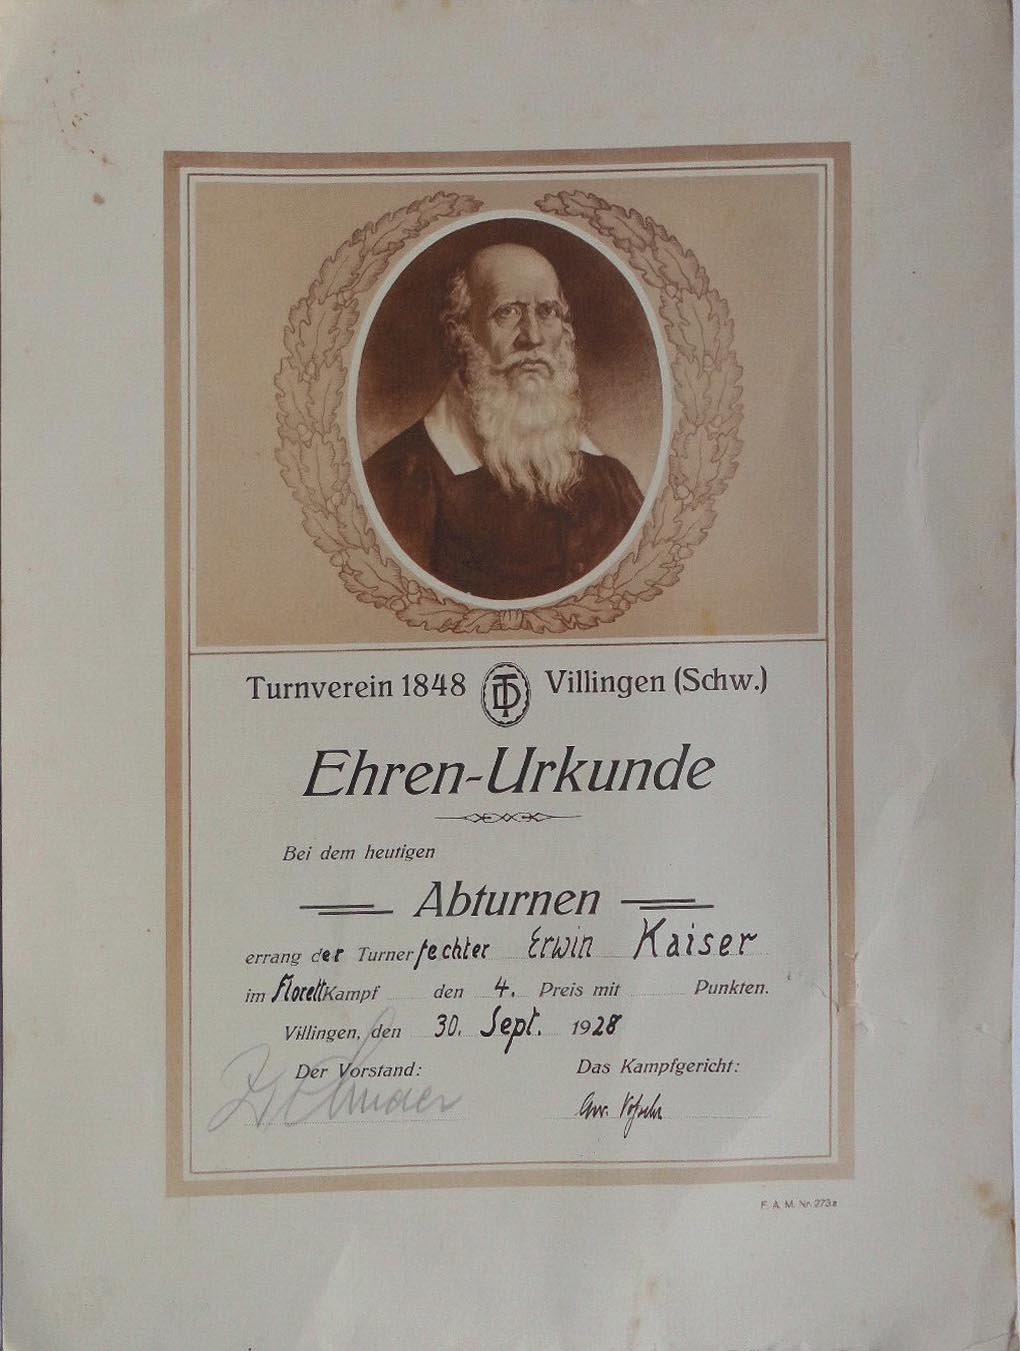 Turnverein 1848 DT Villingen (Schw.)
Ehren-Urkunde
Bei dem heutigen
Abturnen
errang der Turnerfechter Erwin Kaiser
im FlorettKampf den 4. Preis mit Punkten.
Villingen, den 30. Sept. 1928
Der Vorstand: Das Kampfgericht:
F. A. M. Nr. 273a